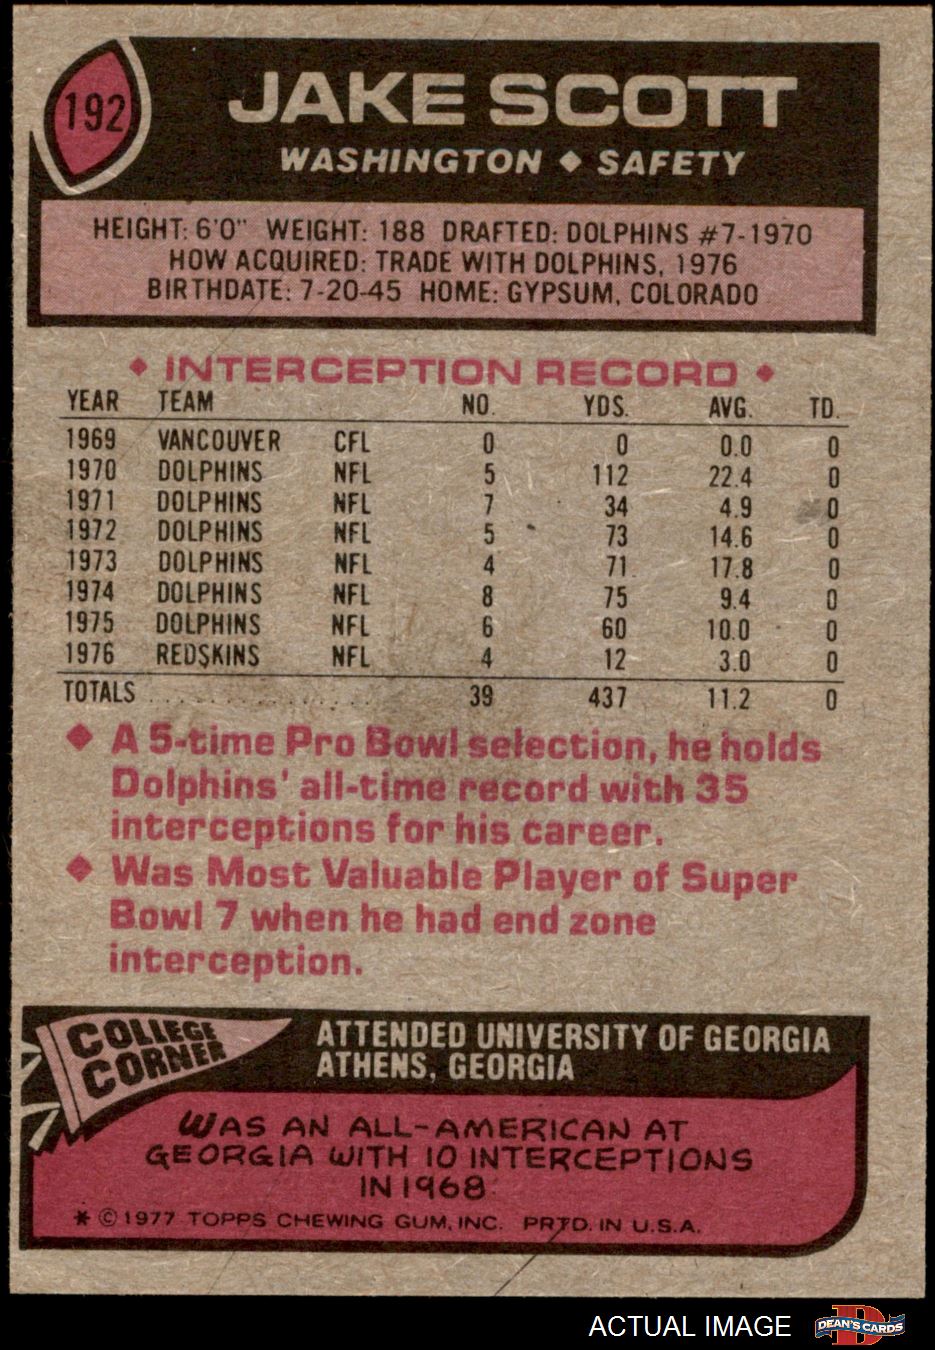 192
JAKE SCOTT
WASHINGTON ◆ SAFETY
HEIGHT: 6'0" WEIGHT: 188 DRAFTED: DOLPHINS #7-1970
HOW ACQUIRED: TRADE WITH DOLPHINS, 1976
BIRTHDATE: 7-20-45 HOME: GYPSUM, COLORADO
◆ INTERCEPTION RECORD ◆
YEAR TEAM NO. YDS. AVG. TD.
1969 VANCOUVER CFL 0 0 0.0 0
1970 DOLPHINS NFL 5 112 22.4 0
1971 DOLPHINS NFL 7 34 4.9 0
1972 DOLPHINS NFL 5 73 14.6 0
1973 DOLPHINS NFL 4 71 17.8 0
1974 DOLPHINS NFL 8 75 9.4 0
1975 DOLPHINS NFL 6 60 10.0 0
1976 REDSKINS NFL 4 12 3.0 0
TOTALS . . . . . . . . . . . . . . . . 39 437 11.2 0
◆ A 5-time Pro Bowl selection, he holds
Dolphins' all-time record with 35
interceptions for his career.
◆ Was Most Valuable Player of Super
Bowl 7 when he had end zone
interception.
COLLEGE
CORNER
ATTENDED UNIVERSITY OF GEORGIA
ATHENS, GEORGIA
WAS AN ALL-AMERICAN AT
GEORGIA WITH 10 INTERCEPTIONS
IN 1968
* © 1977 TOPPS CHEWING GUM, INC. PRTD. IN U.S.A.
ACTUAL IMAGE
DEAN'S CARDS